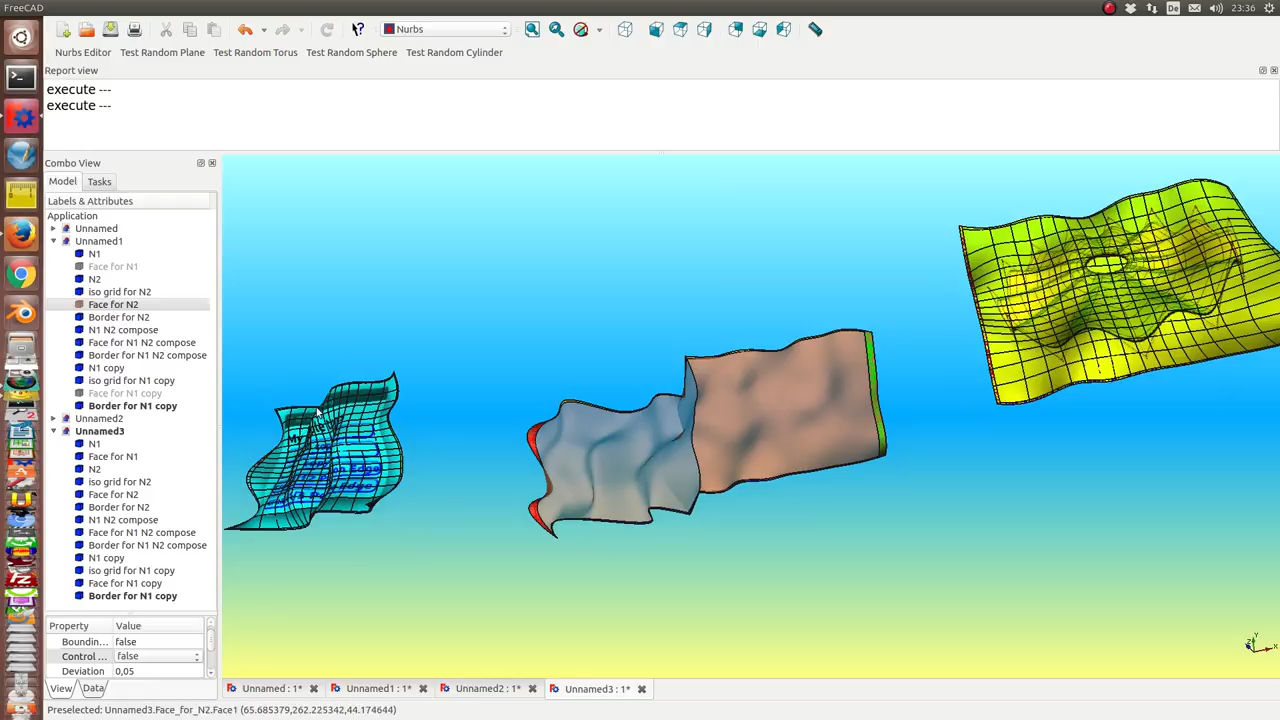 FreeCAD
De
23:36
Nurbs
Nurbs Editor Test Random Plane Test Random Torus Test Random Sphere Test Random Cylinder
Report view
execute ---
execute ---
Combo View
Model Tasks
Labels & Attributes
Application
Unnamed
Unnamed1
N1
Face for N1
N2
iso grid for N2
Face for N2
Border for N2
N1 N2 compose
Face for N1 N2 compose
Border for N1 N2 compose
N1 copy
iso grid for N1 copy
Face for N1 copy
Border for N1 copy
Unnamed2
Unnamed3
N1
Face for N1
N2
iso grid for N2
Face for N2
Border for N2
N1 N2 compose
Face for N1 N2 compose
Border for N1 N2 compose
N1 copy
iso grid for N1 copy
Face for N1 copy
Border for N1 copy
Property Value
Boundin... false
Control ... false
Deviation 0,05
View Data
Unnamed : 1* Unnamed1 : 1* Unnamed2 : 1* Unnamed3 : 1*
Preselected: Unnamed3.Face_for_N2.Face1 (65.685379,262.225342,44.174644)